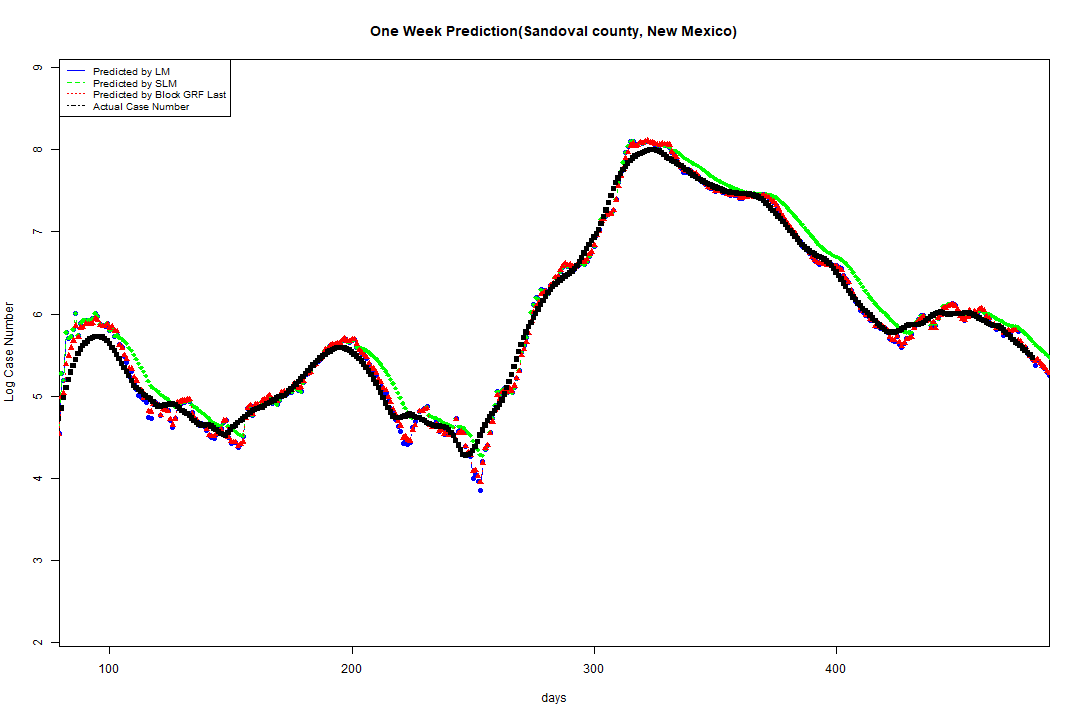 One Week Prediction(Sandoval county, New Mexico)
Predicted by LM
Predicted by SLM
Predicted by Block GRF Last
Actual Case Number
9
8
7
6
5
4
3
2
Log Case Number
100 200 300 400
days